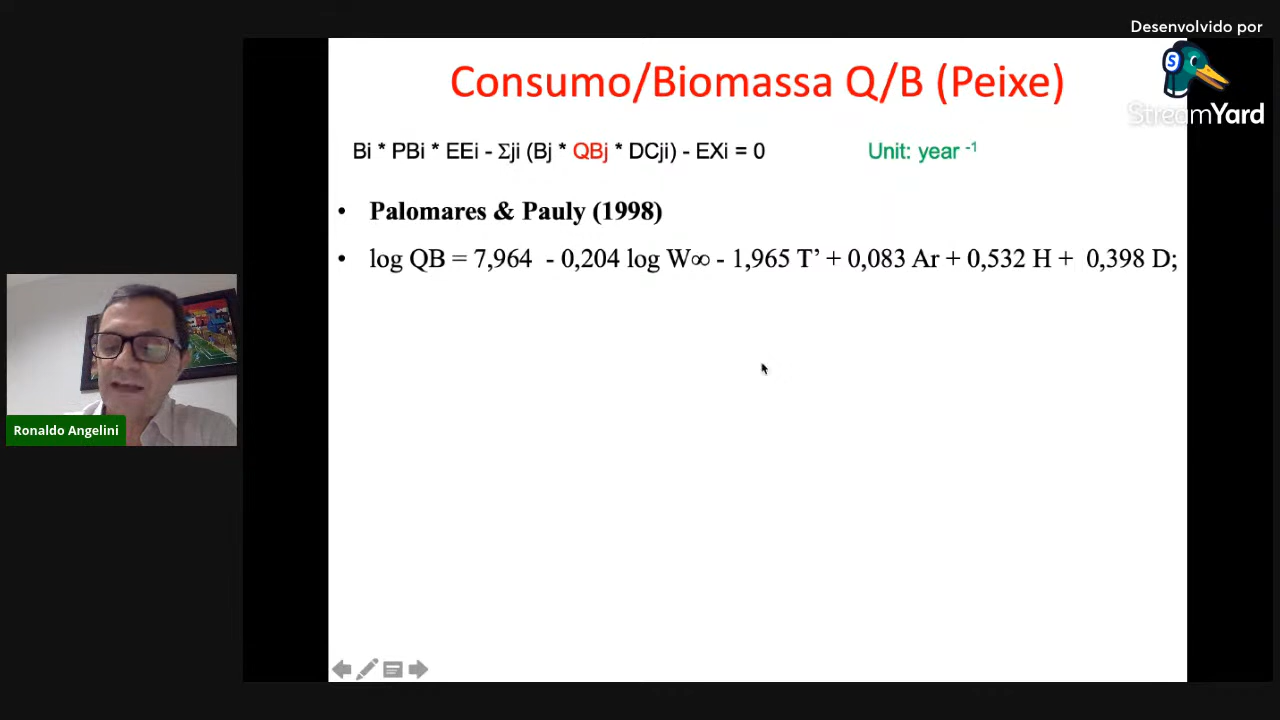 Desenvolvido por
StreamYard
Consumo/Biomassa Q/B (Peixe)
Bi * PBi * EEi - Σji (Bj * QBj * DCji) - EXi = 0
Unit: year -1
• Palomares & Pauly (1998)
• log QB = 7,964 - 0,204 log W∞ - 1,965 T’ + 0,083 Ar + 0,532 H + 0,398 D;
Ronaldo Angelini